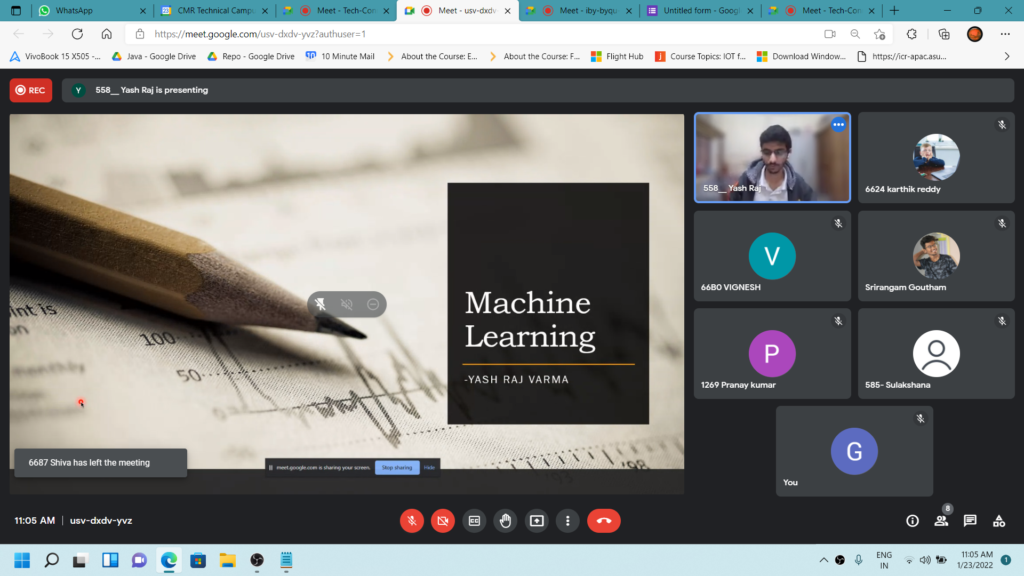 WhatsApp
CMR Technical Campu
Meet - Tech-Con
Meet - usv-dxdv
Meet - iby-byqu
Untitled form - Goog
Meet - Tech-Con
https://meet.google.com/usv-dxdv-yvz?authuser=1
VivoBook 15 X505 -...
Java - Google Drive
Repo - Google Drive
10 Minute Mail
About the Course: E...
About the Course: F...
Flight Hub
Course Topics: IOT f...
Download Window...
https://icr-apac.asu...
REC
Y
558__ Yash Raj is presenting
int is
100
50
0
Machine
Learning
-YASH RAJ VARMA
'98
6687 Shiva has left the meeting
meet.google.com is sharing your screen.
Stop sharing
Hide
558__ Yash Raj
6624 karthik reddy
V
66B0 VIGNESH
Srirangam Goutham
P
1269 Pranay kumar
585- Sulakshana
G
You
11:05 AM | usv-dxdv-yvz
8
ENG
IN
11:05 AM
1/23/2022
1